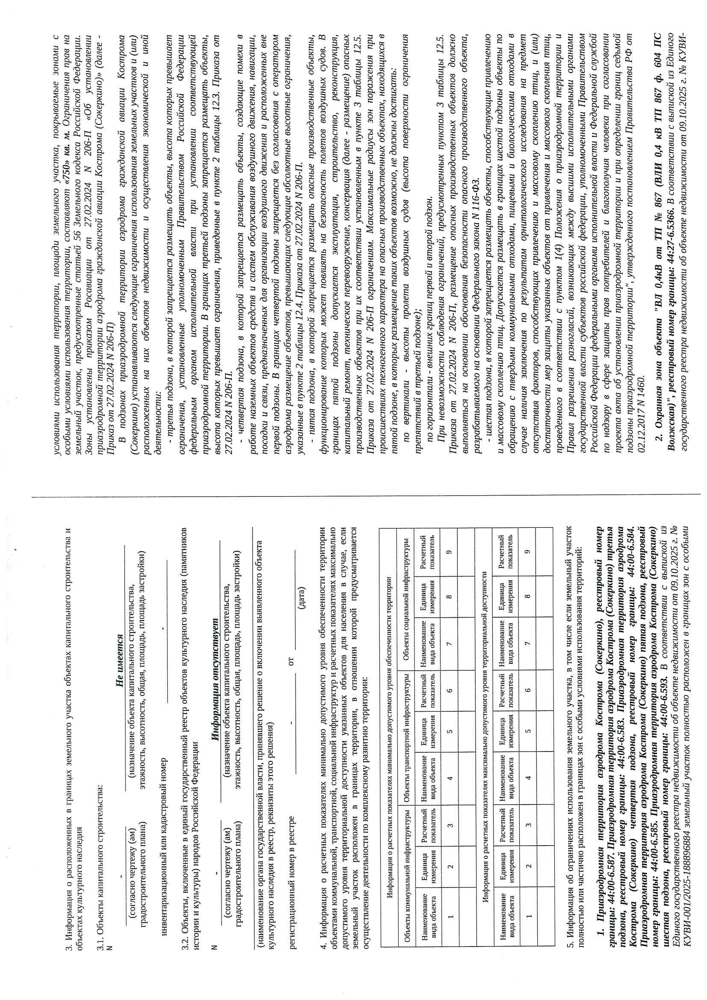 3. Информация о расположенных в границах земельного участка объектах капитального строительства и
объектах культурного наследия
3.1. Объекты капитального строительства:
N
-
Не имеется
(согласно чертежу (ам)
градостроительного плана)
(назначение объекта капитального строительства,
этажность, высотность, общая, площадь, площадь застройки)
инвентаризационный или кадастровый номер
-
3.2. Объекты, включенные в единый государственный реестр объектов культурного наследия (памятников
истории и культуры) народов Российской Федерации
N
-
Информация отсутствует
(согласно чертежу (ам)
градостроительного плана)
(назначение объекта капитального строительства,
этажность, высотность, общая, площадь, площадь застройки)
(наименование органа государственной власти, принявшего решение о включении выявленного объекта
культурного наследия в реестр, реквизиты этого решения)
регистрационный номер в реестре - от
(дата)
4. Информация о расчетных показателях минимально допустимого уровня обеспеченности территории
объектами коммунальной, транспортной, социальной инфраструктур и расчетных показателях максимально
допустимого уровня территориальной доступности указанных объектов для населения в случае, если
земельный участок расположен в границах территории, в отношении которой предусматривается
осуществление деятельности по комплексному развитию территории:
Информация о расчетных показателях минимально допустимого уровня обеспеченности территории
Объекты коммунальной инфраструктуры Объекты транспортной инфраструктуры Объекты социальной инфраструктуры
Наименование вида объекта Единица измерения Расчетный показатель Наименование вида объекта Единица измерения Расчетный показатель Наименование вида объекта Единица измерения Расчетный показатель
1 2 3 4 5 6 7 8 9
Информация о расчетных показателях максимально допустимого уровня территориальной доступности
Наименование вида объекта Единица измерения Расчетный показатель Наименование вида объекта Единица измерения Расчетный показатель Наименование вида объекта Единица измерения Расчетный показатель
1 2 3 4 5 6 7 8 9
5. Информация об ограничениях использования земельного участка, в том числе если земельный участок
полностью или частично расположен в границах зон с особыми условиями использования территорий:
1. Приаэродромная территория аэродрома Кострома (Сокеркино), реестровый номер
границы: 44:00-6.587. Приаэродромная территория аэродрома Кострома (Сокеркино) третья
подзона, реестровый номер границы: 44:00-6.583. Приаэродромная территория аэродрома
Кострома (Сокеркино) четвертая подзона, реестровый номер границы: 44:00-6.584.
Приаэродромная территория аэродрома Кострома (Сокеркино) пятая подзона, реестровый
номер границы: 44:00-6.585. Приаэродромная территория аэродрома Кострома (Сокеркино)
шестая подзона, реестровый номер границы: 44:00-6.593. В соответствии с выпиской из
Единого государственного реестра недвижимости об объекте недвижимости от 09.10.2025 г. №
КУВИ-001/2025-188896884 земельный участок полностью расположен в границах зон с особыми
условиями использования территории, площади земельного участка, покрываемые зонами с
особыми условиями использования территории, составляют «750» кв. м. Ограничения прав на
земельный участок, предусмотренные статьей 56 Земельного кодекса Российской Федерации.
Зоны установлены приказом Росавиации от 27.02.2024 N 206-П «Об установлении
приаэродромной территории аэродрома гражданской авиации Кострома (Сокеркино)» (далее -
Приказ от 27.02.2024 N 206-П)
В подзонах приаэродромной территории аэродрома гражданской авиации Кострома
(Сокеркино) устанавливаются следующие ограничения использования земельных участков и (или)
расположенных на них объектов недвижимости и осуществления экономической и иной
деятельности:
- третья подзона, в которой запрещается размещать объекты, высота которых превышает
ограничения, установленные уполномоченным Правительством Российской Федерации
федеральным органом исполнительной власти при установлении соответствующей
приаэродромной территории. В границах третьей подзоны запрещается размещать объекты,
высота которых превышает ограничения, приведенные в пункте 2 таблицы 12.3. Приказа от
27.02.2024 N 206-П.
- четвертая подзона, в которой запрещается размещать объекты, создающие помехи в
работе наземных объектов средств и систем обслуживания воздушного движения, навигации,
посадки и связи, предназначенных для организации воздушного движения и расположенных вне
первой подзоны. В границах четвертой подзоны запрещается без согласования с оператором
аэродрома размещение объектов, превышающих следующие абсолютные высотные ограничения,
указанные в пункте 2 таблицы 12.4. Приказа от 27.02.2024 N 206-П.
- пятая подзона, в которой запрещается размещать опасные производственные объекты,
функционирование которых может повлиять на безопасность полетов воздушных судов. В
границах пятой подзоны допускается эксплуатация, строительство, реконструкция,
капитальный ремонт, техническое перевооружение, консервация (далее - размещение) опасных
производственных объектов при их соответствии установленным в пункте 3 таблицы 12.5.
Приказа от 27.02.2024 N 206-П ограничениям. Максимальные радиусы зон поражения при
происшествиях техногенного характера на опасных производственных объектах, находящихся в
пятой подзоне, в которых размещение таких объектов возможно, не должны достигать:
по вертикали - высоты пролета воздушных судов (высота поверхности ограничения
препятствий в третьей подзоне);
по горизонтали - внешних границ первой и второй подзон.
При невозможности соблюдения ограничений, предусмотренных пунктом 3 таблицы 12.5.
Приказа от 27.02.2024 N 206-П, размещение опасных производственных объектов должно
выполняться на основании обоснования безопасности опасного производственного объекта,
разрабатываемого на основании Федерального закона N 116-ФЗ.
- шестая подзона, в которой запрещается размещать объекты, способствующие привлечению
и массовому скоплению птиц. Допускается размещать в границах шестой подзоны объекты по
обращению с твердыми коммунальными отходами, пищевыми и биологическими отходами в
случае наличия заключения по результатам орнитологического исследования на предмет
отсутствия факторов, способствующих привлечению и массовому скоплению птиц, и (или)
достаточности мер защиты указанных объектов от привлечения и массового скопления птиц,
проведенного в соответствии с пунктом 1(4) Положения о приаэродромной территории и
Правил разрешения разногласий, возникающих между высшими исполнительными органами
государственной власти субъектов российской федерации, уполномоченными Правительством
Российской Федерации федеральными органами исполнительной власти и Федеральной службой
по надзору в сфере защиты прав потребителей и благополучия человека при согласовании
проекта акта об установлении приаэродромной территории и при определении границ седьмой
подзоны приаэродромной территории", утвержденного постановлением Правительства РФ от
02.12.2017 N 1460.
2. Охранная зона объекта "ВЛ 0,4кВ от ТП № 867 (ВЛИ 0,4 кВ ТП 867 ф. 604 ПС
Волжская)", реестровый номер границы: 44:27-6.5366. В соответствии с выпиской из Единого
государственного реестра недвижимости об объекте недвижимости от 09.10.2025 г. № КУВИ-